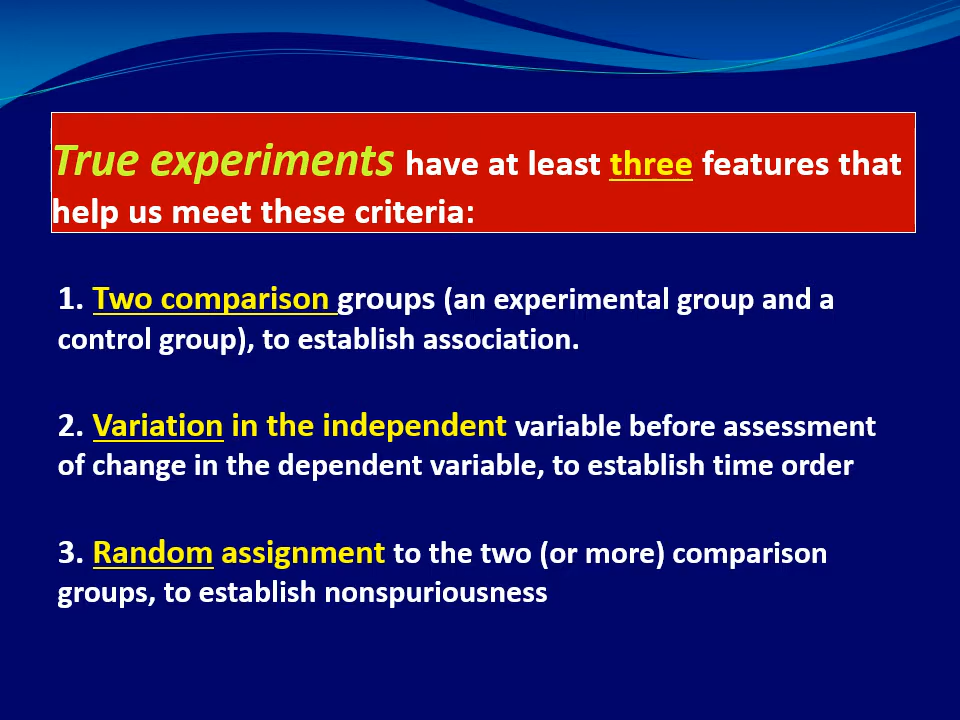 True experiments have at least three features that
help us meet these criteria:
1. Two comparison groups (an experimental group and a
control group), to establish association.
2. Variation in the independent variable before assessment
of change in the dependent variable, to establish time order
3. Random assignment to the two (or more) comparison
groups, to establish nonspuriousness